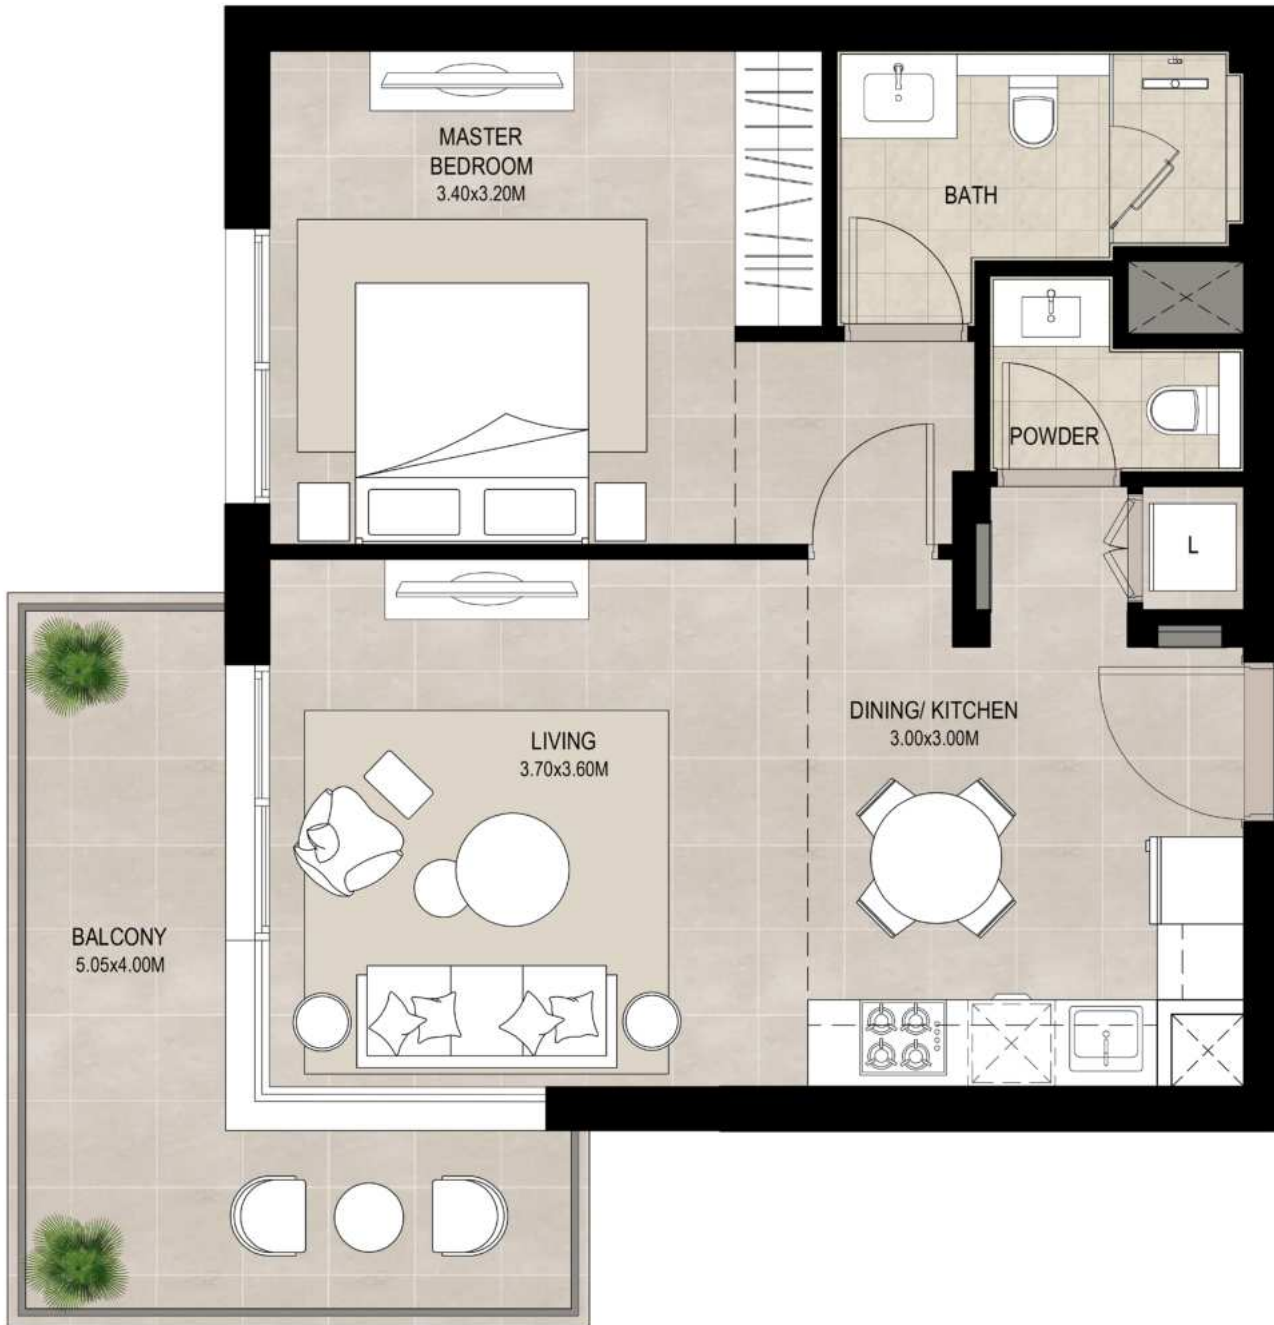 MASTER
BEDROOM
3.40x3.20M
BATH
POWDER
L
DINING/ KITCHEN
3.00x3.00M
LIVING
3.70x3.60M
BALCONY
5.05x4.00M